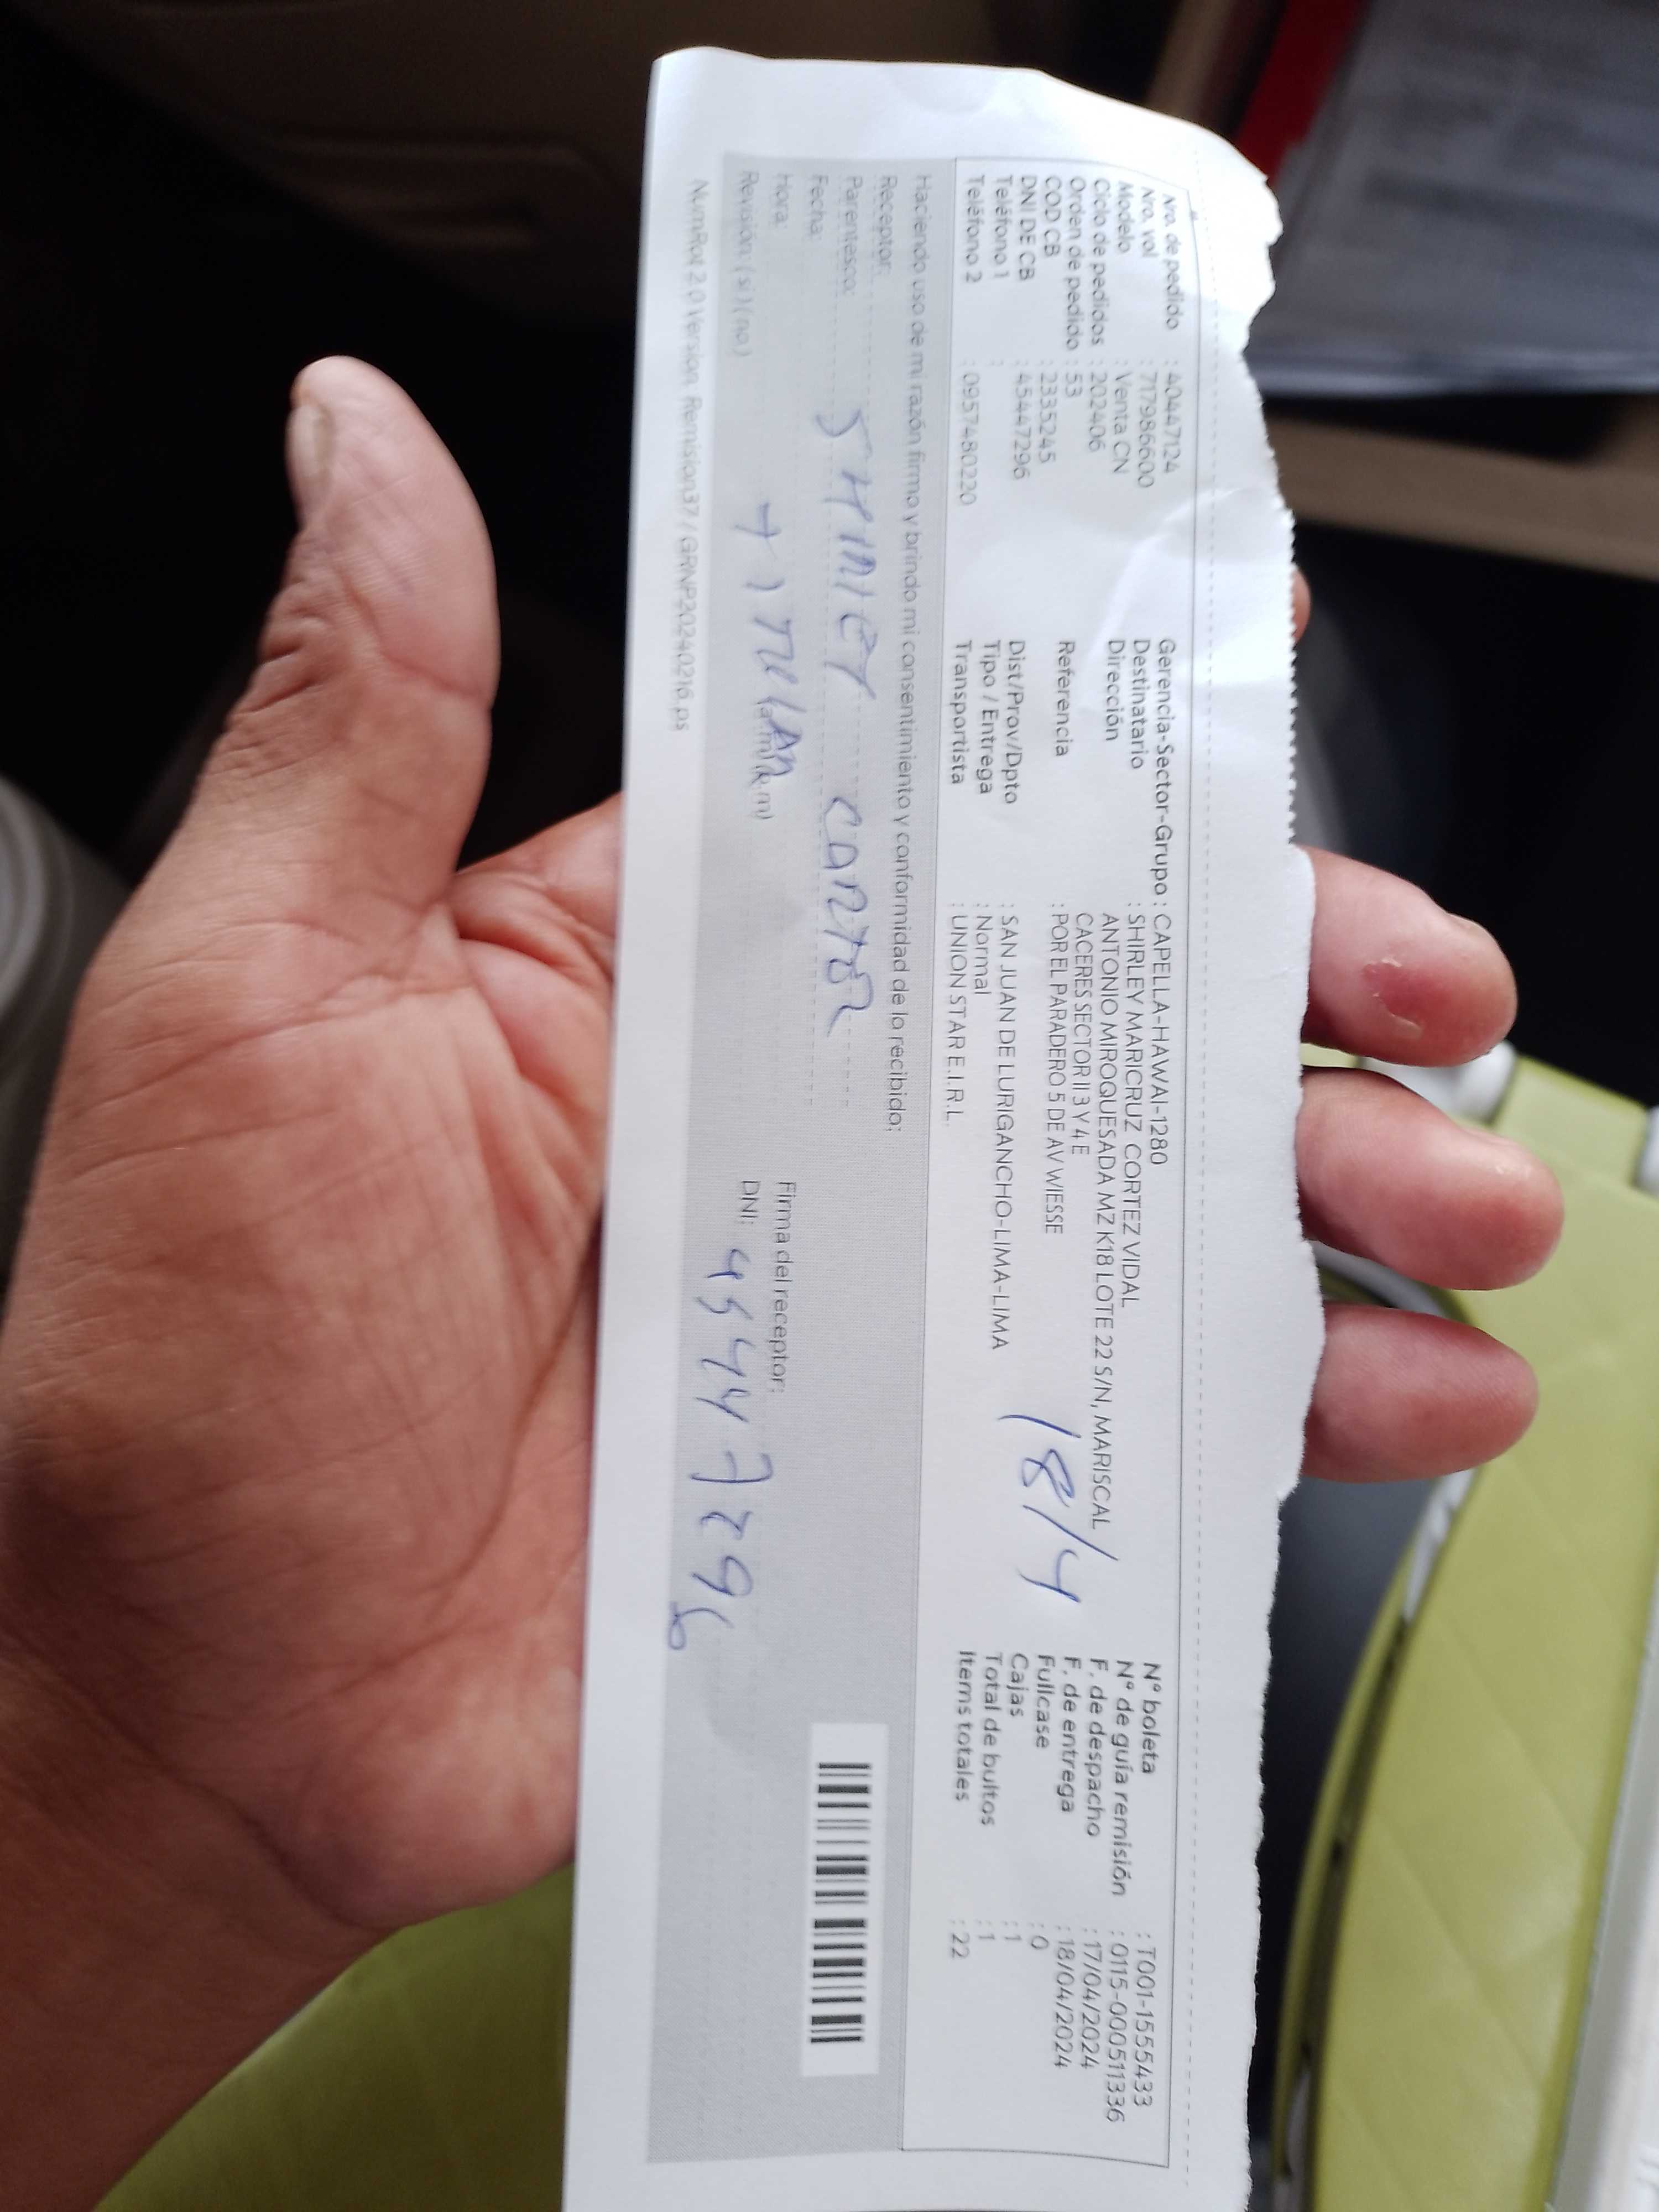 Nro. de pedido : 40447124
Nro. vol : 717986600
Modelo : Venta CN
Ciclo de pedidos : 202406
Orden de pedido : 53
COD CB : 2335245
DNI DE CB : 45447296
Teléfono 1 :
Teléfono 2 : 0957480220
Gerencia-Sector-Grupo : CAPELLA-HAWAI-1280
Destinatario : SHIRLEY MARICRUZ CORTEZ VIDAL
Dirección : ANTONIO MIROQUESADA MZ K18 LOTE 22 S/N, MARISCAL
CACERES SECTOR II 3 Y 4 E
Referencia : POR EL PARADERO 5 DE AV WIESSE
Dist/Prov/Dpto : SAN JUAN DE LURIGANCHO-LIMA-LIMA
Tipo / Entrega : Normal
Transportista : UNION STAR E.I.R.L.
18/4
N° boleta : T001-1555433
N° de guía remisión : 0115-000511336
F. de despacho : 17/04/2024
F. de entrega : 18/04/2024
Fullcase : 0
Cajas : 1
Total de bultos : 1
Items totales : 22
Haciendo uso de mi razón firmo y brindo mi consentimiento y conformidad de lo recibido:
Receptor:
Parentesco:
Fecha:
Hora: (a.m)(p.m)
Revisión: (si) (no)
Firma del receptor:
DNI: 45447296
NumRot 2.0 Version Remision37 / GRNP20240216.ps